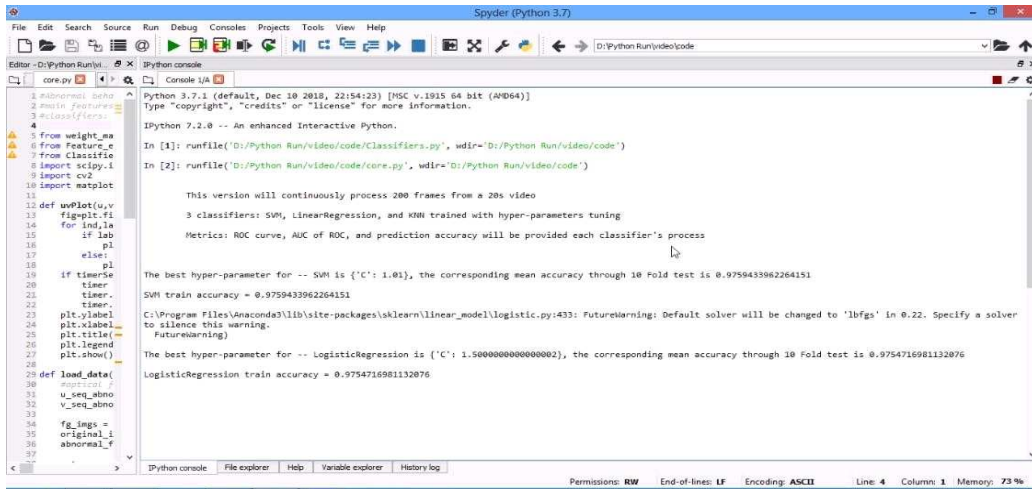 Spyder (Python 3.7)
File Edit Search Source Run Debug Consoles Projects Tools View Help
D:\Python Run\video\code
Editor - D:\Python Run\vi...
IPython console
core.py
Console 1/A
1 #Abnormal beha
2 #main features
3 #classifiers:
4
5 from weight_ma
6 from Feature_e
7 from Classifie
8 import scipy.i
9 import cv2
10 import matplot
11
12 def uvPlot(u,v
13 fig=plt.fi
14 for ind,la
15 if lab
16 pl
17 else:
18 pl
19 if timerSe
20 timer
21 timer.
22 timer.
23 plt.ylabel
24 plt.xlabel
25 plt.title(
26 plt.legend
27 plt.show()
28
29 def load_data(
30 #optical f
31 u_seq_abno
32 v_seq_abno
33
34 fg_imgs =
35 original_i
36 abnormal_f
37
Python 3.7.1 (default, Dec 10 2018, 22:54:23) [MSC v.1915 64 bit (AMD64)]
Type "copyright", "credits" or "license" for more information.
IPython 7.2.0 -- An enhanced Interactive Python.
In [1]: runfile('D:/Python Run/video/code/Classifiers.py', wdir='D:/Python Run/video/code')
In [2]: runfile('D:/Python Run/video/code/core.py', wdir='D:/Python Run/video/code')
This version will continuously process 200 frames from a 20s video
3 classifiers: SVM, LinearRegression, and KNN trained with hyper-parameters tuning
Metrics: ROC curve, AUC of ROC, and prediction accuracy will be provided each classifier's process
The best hyper-parameter for -- SVM is {'C': 1.01}, the corresponding mean accuracy through 10 Fold test is 0.9759433962264151
SVM train accuracy = 0.9759433962264151
C:\Program Files\Anaconda3\lib\site-packages\sklearn\linear_model\logistic.py:433: FutureWarning: Default solver will be changed to 'lbfgs' in 0.22. Specify a solver
to silence this warning.
FutureWarning)
The best hyper-parameter for -- LogisticRegression is {'C': 1.5000000000000002}, the corresponding mean accuracy through 10 Fold test is 0.9754716981132076
LogisticRegression train accuracy = 0.9754716981132076
IPython console File explorer Help Variable explorer History log
Permissions: RW End-of-lines: LF Encoding: ASCII Line: 4 Column: 1 Memory: 73 %